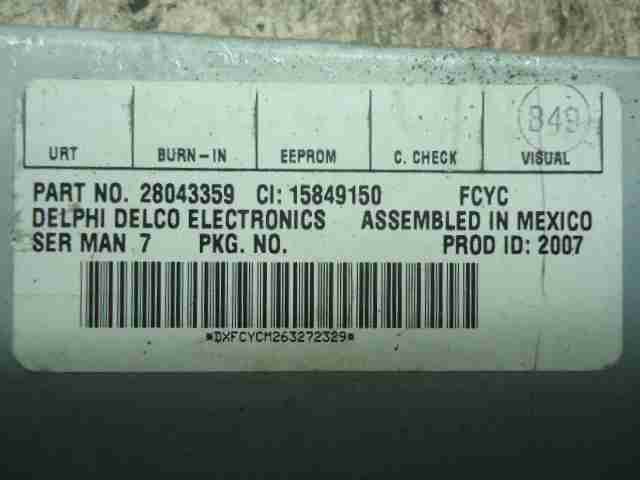 849
URT BURN-IN EEPROM C. CHECK VISUAL
PART NO. 28043359 CI: 15849150 FCYC
DELPHI DELCO ELECTRONICS ASSEMBLED IN MEXICO
SER MAN 7 PKG. NO. PROD ID: 2007
*DXFCYCM263272329*